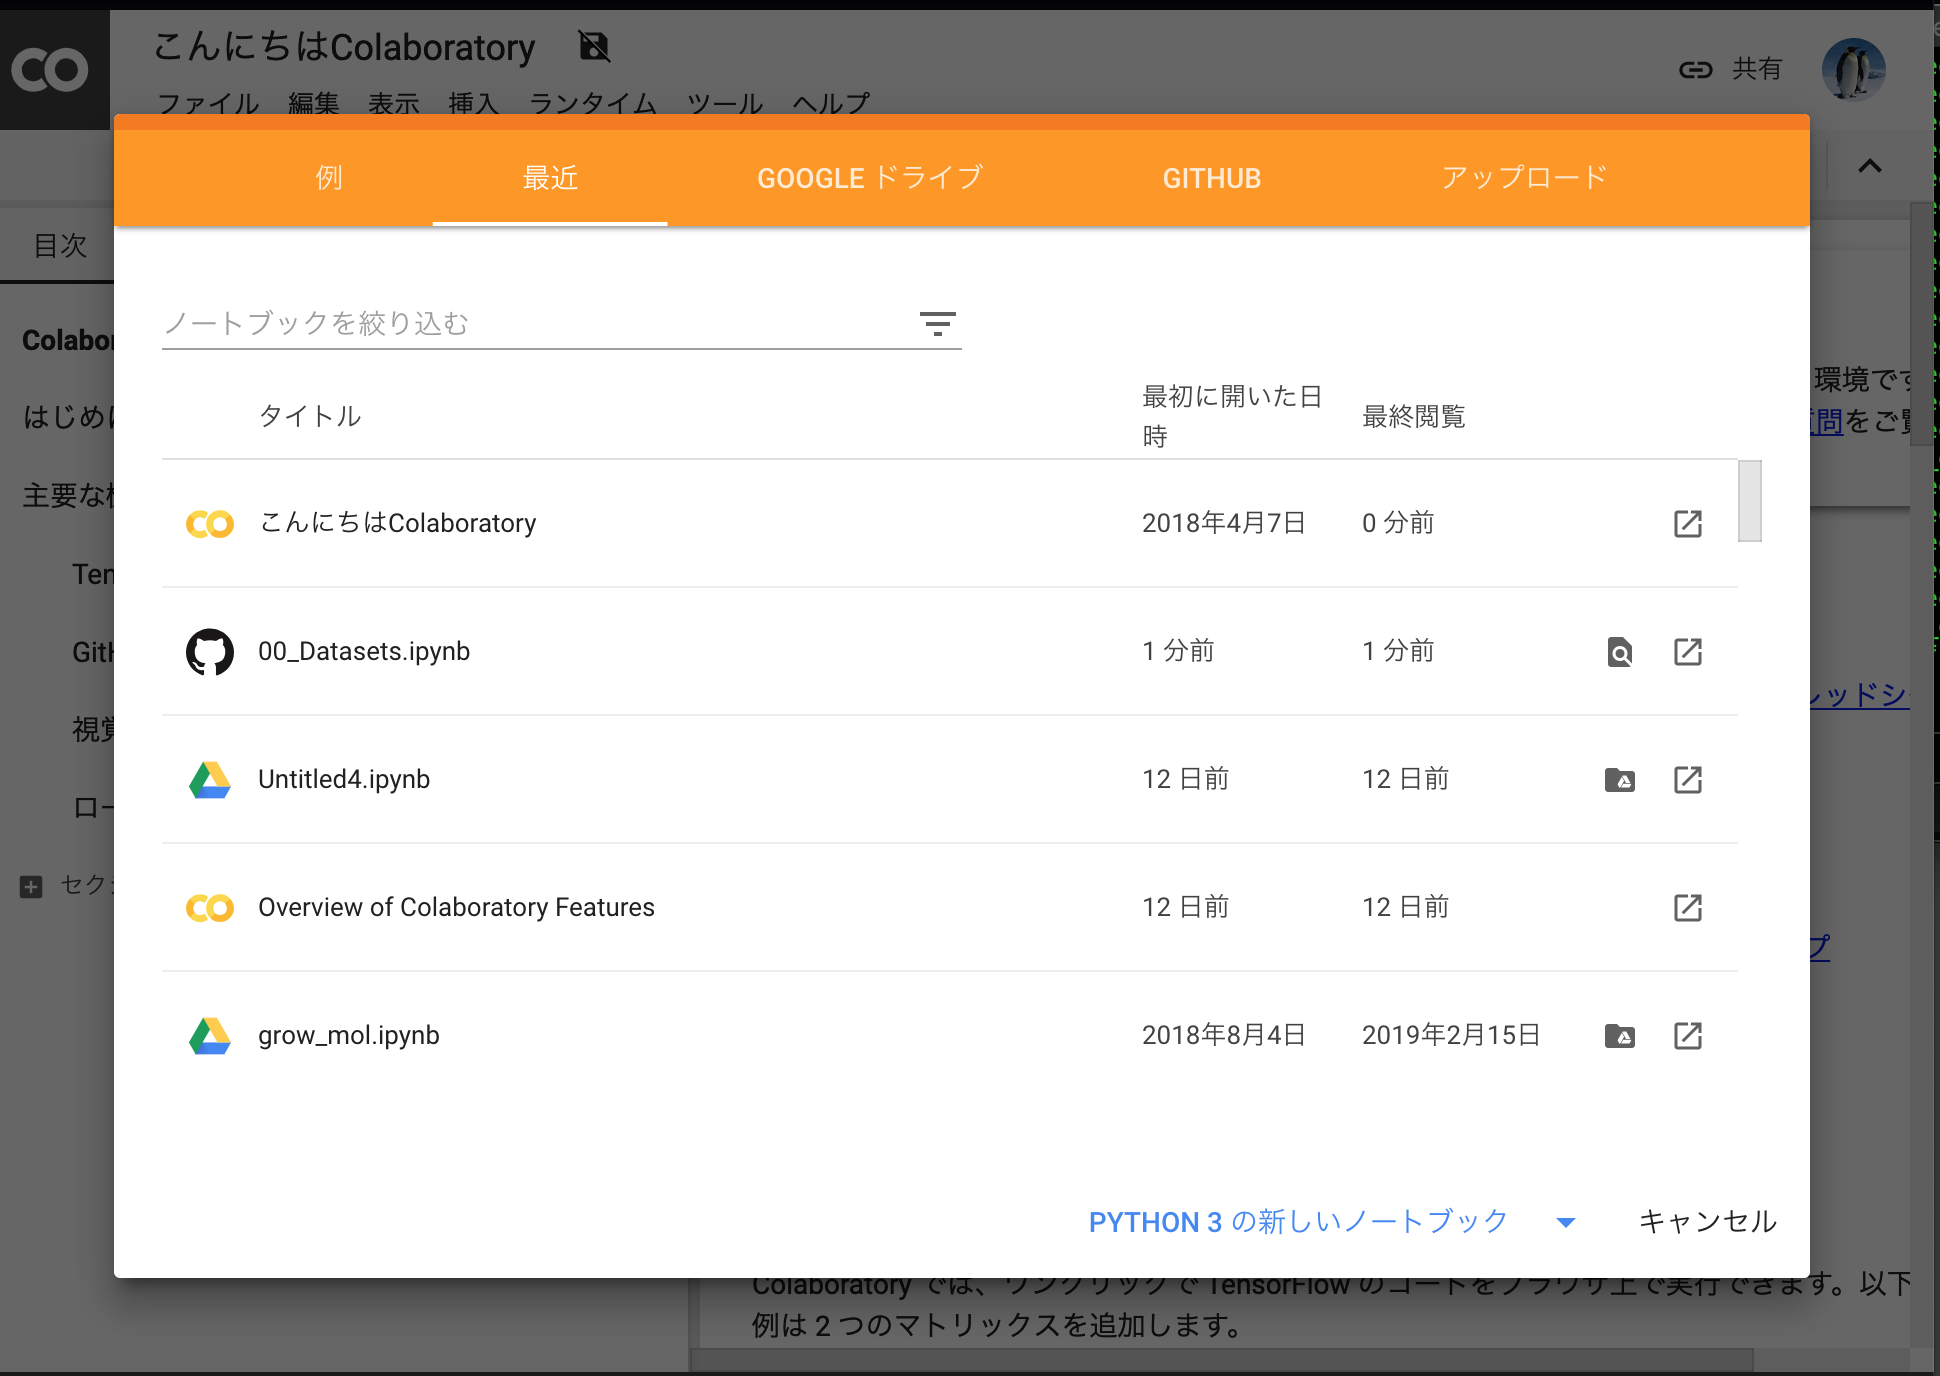 こんにちはColaboratory
ファイル 編集 表示 挿入 ランタイム ツール ヘルプ
共有
例 最近 GOOGLE ドライブ GITHUB アップロード
目次
ノートブックを絞り込む
タイトル 最初に開いた日時 最終閲覧
こんにちはColaboratory 2018年4月7日 0 分前
00_Datasets.ipynb 1 分前 1 分前
Untitled4.ipynb 12 日前 12 日前
Overview of Colaboratory Features 12 日前 12 日前
grow_mol.ipynb 2018年8月4日 2019年2月15日
PYTHON 3 の新しいノートブック キャンセル
Colabor
はじめ
主要な
Ten
Git
視覚
ロー
セク
環境です
問をご
レッドシ
プ
Colaboratory では、ワンクリックで TensorFlow のコードをブラウザ上で実行できます。以下
例は 2 つのマトリックスを追加します。